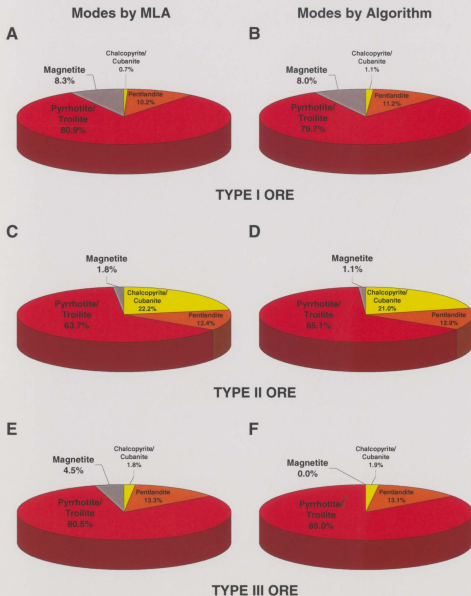 Modes by MLA
Modes by Algorithm
A
Chalcopyrite/
Cubanite
0.7%
Magnetite
8.3%
Pentlandite
10.2%
Pyrrhotite/
Troilite
80.9%
B
Chalcopyrite/
Cubanite
1.1%
Magnetite
8.0%
Pentlandite
11.2%
Pyrrhotite/
Troilite
79.7%
TYPE I ORE
C
Magnetite
1.8%
Chalcopyrite/
Cubanite
22.2%
Pyrrhotite/
Troilite
63.7%
Pentlandite
12.4%
D
Magnetite
1.1%
Chalcopyrite/
Cubanite
21.0%
Pyrrhotite/
Troilite
65.1%
Pentlandite
12.9%
TYPE II ORE
E
Chalcopyrite/
Cubanite
1.8%
Magnetite
4.5%
Pentlandite
13.3%
Pyrrhotite/
Troilite
80.5%
F
Chalcopyrite/
Cubanite
1.9%
Magnetite
0.0%
Pentlandite
13.1%
Pyrrhotite/
Troilite
85.0%
TYPE III ORE